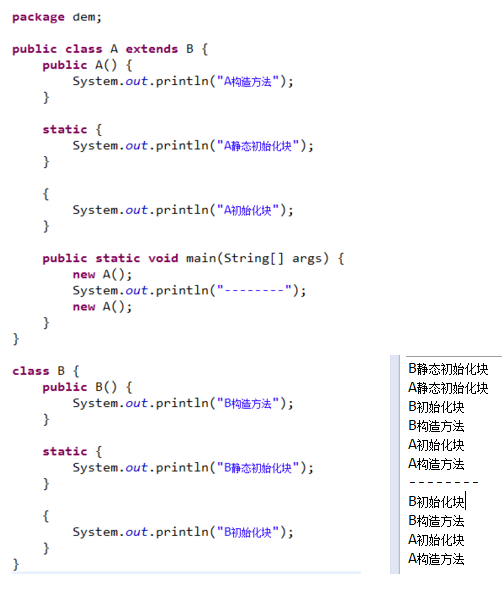 package dem;
public class A extends B {
    public A() {
        System.out.println("A构造方法");
    }
    static {
        System.out.println("A静态初始化块");
    }
    {
        System.out.println("A初始化块");
    }
    public static void main(String[] args) {
        new A();
        System.out.println("--------");
        new A();
    }
}
class B {
    public B() {
        System.out.println("B构造方法");
    }
    static {
        System.out.println("B静态初始化块");
    }
    {
        System.out.println("B初始化块");
    }
}
B静态初始化块
A静态初始化块
B初始化块
B构造方法
A初始化块
A构造方法
--------
B初始化块
B构造方法
A初始化块
A构造方法